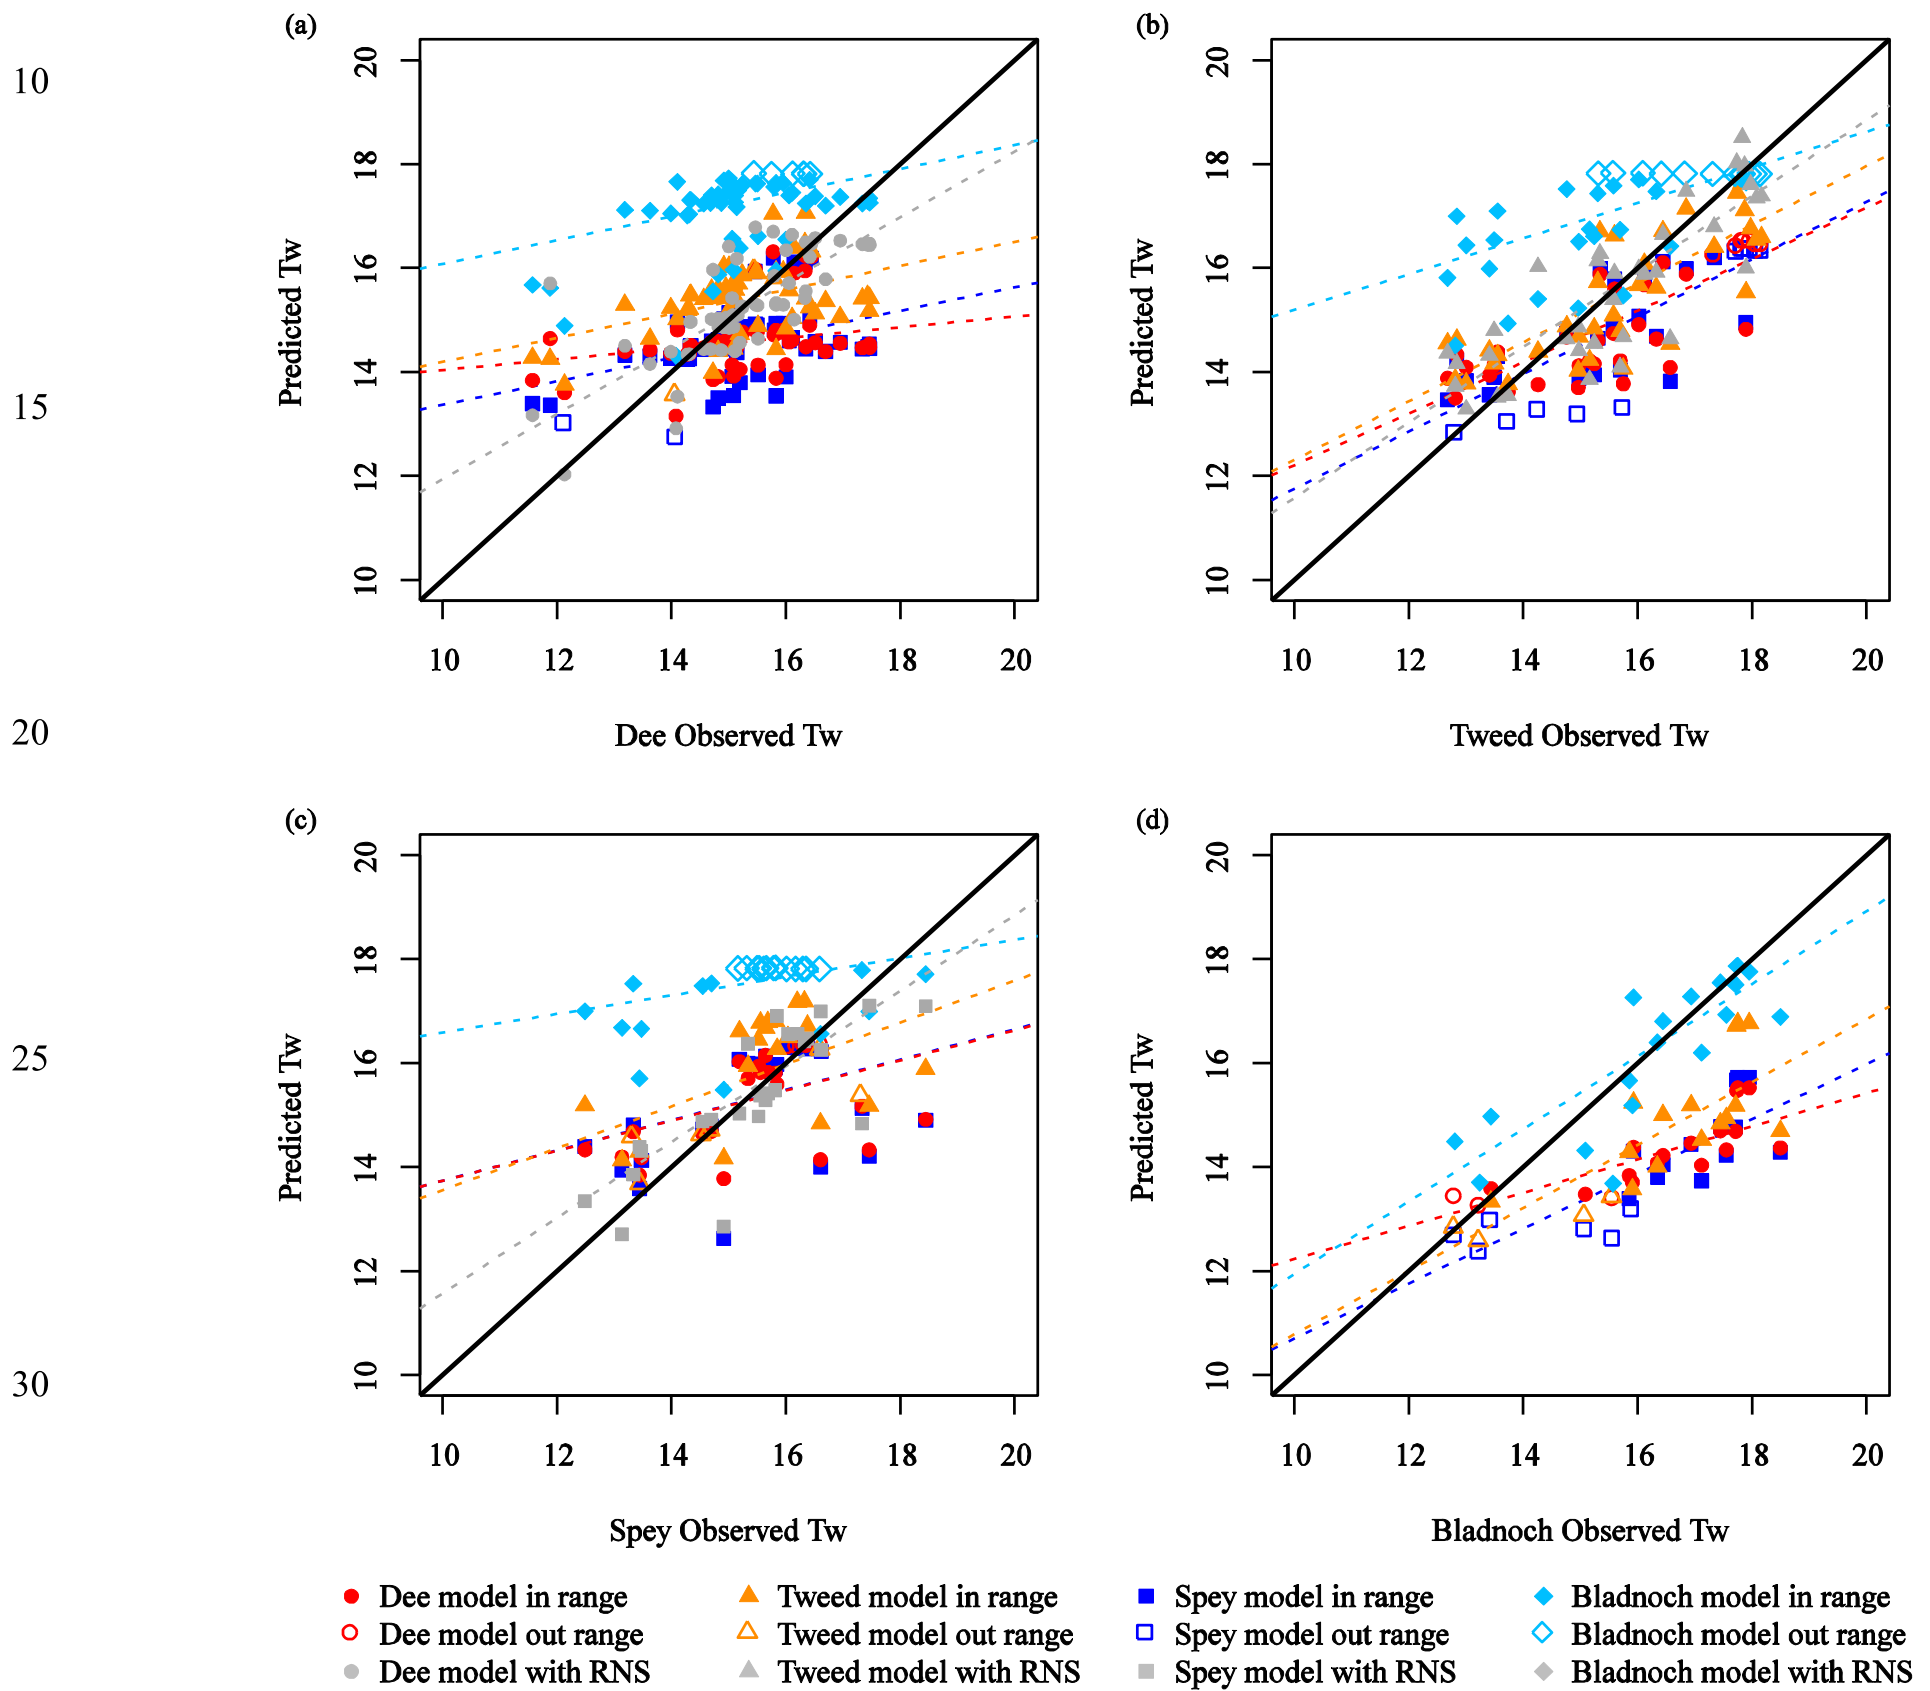 (a)
(b)
10
15
20
25
30
Predicted Tw
20
18
16
14
12
10
10 12 14 16 18 20
Dee Observed Tw
Predicted Tw
20
18
16
14
12
10
10 12 14 16 18 20
Tweed Observed Tw
(c)
(d)
Predicted Tw
20
18
16
14
12
10
10 12 14 16 18 20
Spey Observed Tw
Predicted Tw
20
18
16
14
12
10
10 12 14 16 18 20
Bladnoch Observed Tw
Dee model in range
Tweed model in range
Spey model in range
Bladnoch model in range
Dee model out range
Tweed model out range
Spey model out range
Bladnoch model out range
Dee model with RNS
Tweed model with RNS
Spey model with RNS
Bladnoch model with RNS